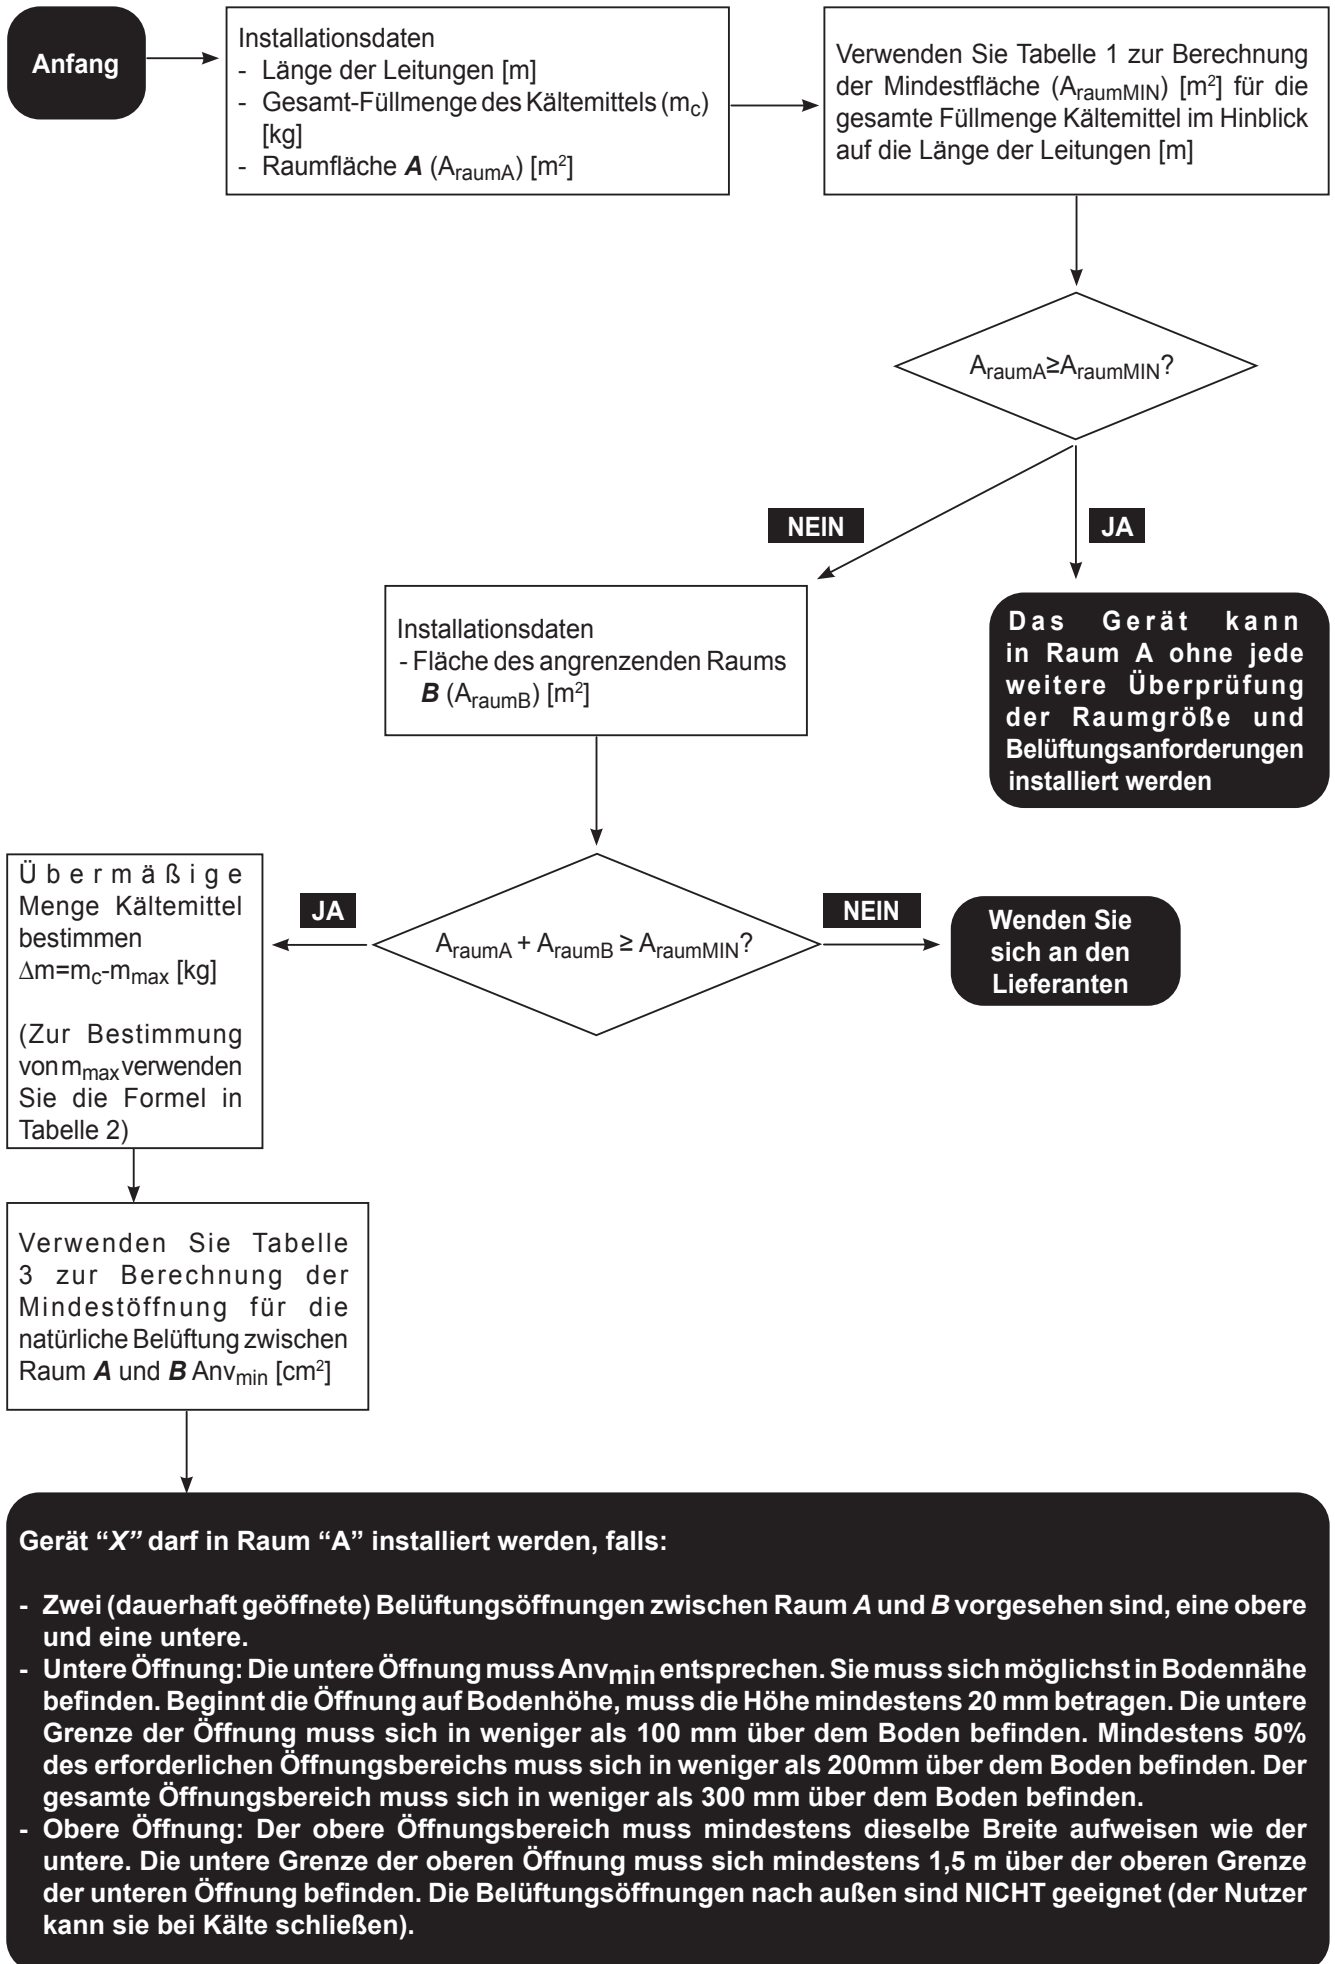 Anfang
Installationsdaten
- Länge der Leitungen [m]
- Gesamt-Füllmenge des Kältemittels (mc)
[kg]
- Raumfläche A (AraumA) [m²]
Verwenden Sie Tabelle 1 zur Berechnung
der Mindestfläche (AraumMIN) [m²] für die
gesamte Füllmenge Kältemittel im Hinblick
auf die Länge der Leitungen [m]
AraumA≥AraumMIN?
NEIN
JA
Installationsdaten
- Fläche des angrenzenden Raums
B (AraumB) [m²]
Das Gerät kann
in Raum A ohne jede
weitere Überprüfung
der Raumgröße und
Belüftungsanforderungen
installiert werden
Übermäßige
Menge Kältemittel
bestimmen
Δm=mc-mmax [kg]
(Zur Bestimmung
von mmax verwenden
Sie die Formel in
Tabelle 2)
JA
AraumA + AraumB ≥ AraumMIN?
NEIN
Wenden Sie
sich an den
Lieferanten
Verwenden Sie Tabelle
3 zur Berechnung der
Mindestöffnung für die
natürliche Belüftung zwischen
Raum A und B Anvmin [cm²]
Gerät “X” darf in Raum “A” installiert werden, falls:
- Zwei (dauerhaft geöffnete) Belüftungsöffnungen zwischen Raum A und B vorgesehen sind, eine obere
und eine untere.
- Untere Öffnung: Die untere Öffnung muss Anvmin entsprechen. Sie muss sich möglichst in Bodennähe
befinden. Beginnt die Öffnung auf Bodenhöhe, muss die Höhe mindestens 20 mm betragen. Die untere
Grenze der Öffnung muss sich in weniger als 100 mm über dem Boden befinden. Mindestens 50%
des erforderlichen Öffnungsbereichs muss sich in weniger als 200mm über dem Boden befinden. Der
gesamte Öffnungsbereich muss sich in weniger als 300 mm über dem Boden befinden.
- Obere Öffnung: Der obere Öffnungsbereich muss mindestens dieselbe Breite aufweisen wie der
untere. Die untere Grenze der oberen Öffnung muss sich mindestens 1,5 m über der oberen Grenze
der unteren Öffnung befinden. Die Belüftungsöffnungen nach außen sind NICHT geeignet (der Nutzer
kann sie bei Kälte schließen).